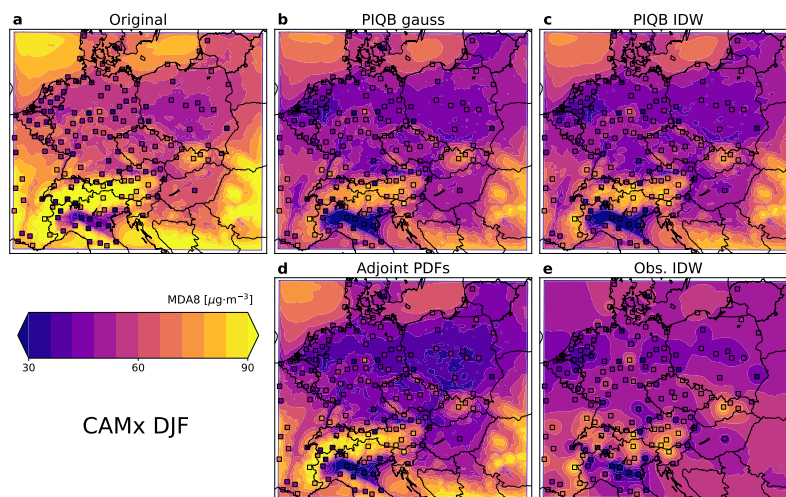 a Original
b PIQB gauss
c PIQB IDW
d Adjoint PDFs
e Obs. IDW
MDA8 [μg·m⁻³]
30 60 90
CAMx DJF